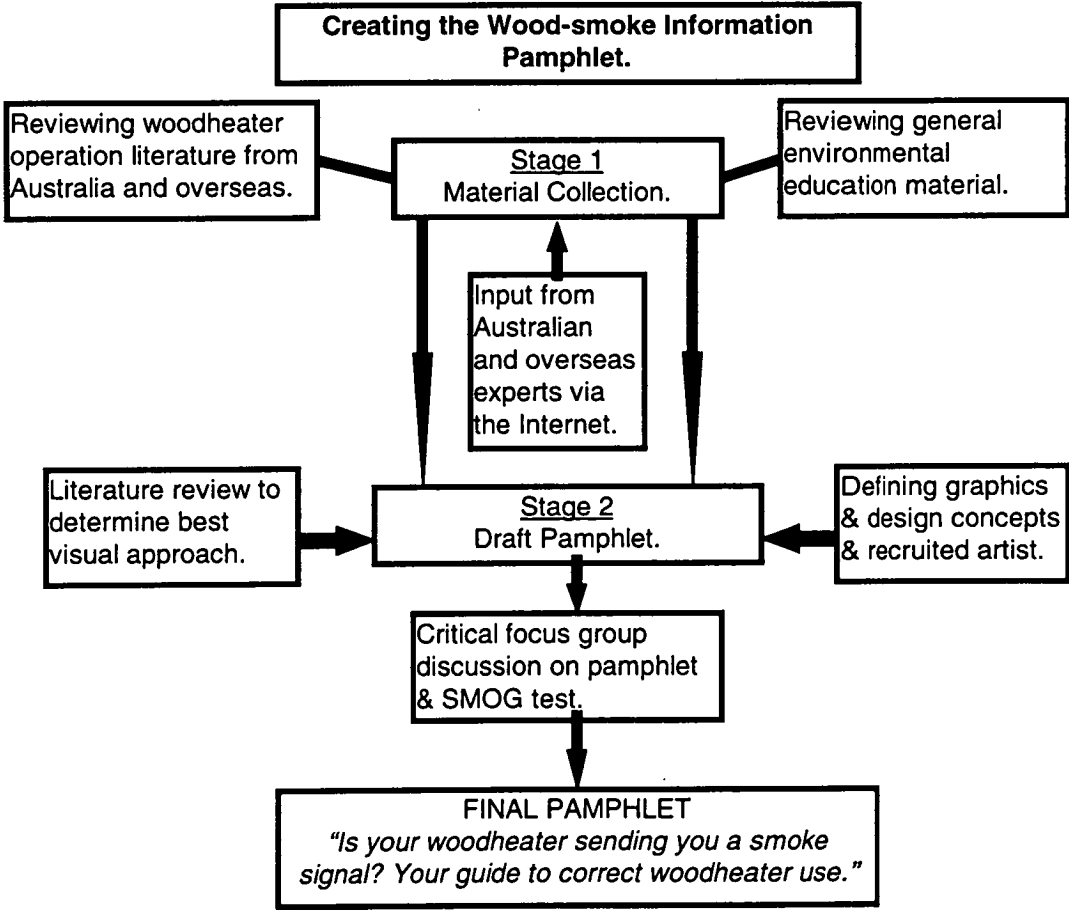 Creating the Wood-smoke Information
Pamphlet.
Reviewing woodheater
operation literature from
Australia and overseas.
Stage 1
Material Collection.
Reviewing general
environmental
education material.
Input from
Australian
and overseas
experts via
the Internet.
Literature review to
determine best
visual approach.
Stage 2
Draft Pamphlet.
Defining graphics
& design concepts
& recruited artist.
Critical focus group
discussion on pamphlet
& SMOG test.
FINAL PAMPHLET
“Is your woodheater sending you a smoke
signal? Your guide to correct woodheater use.”